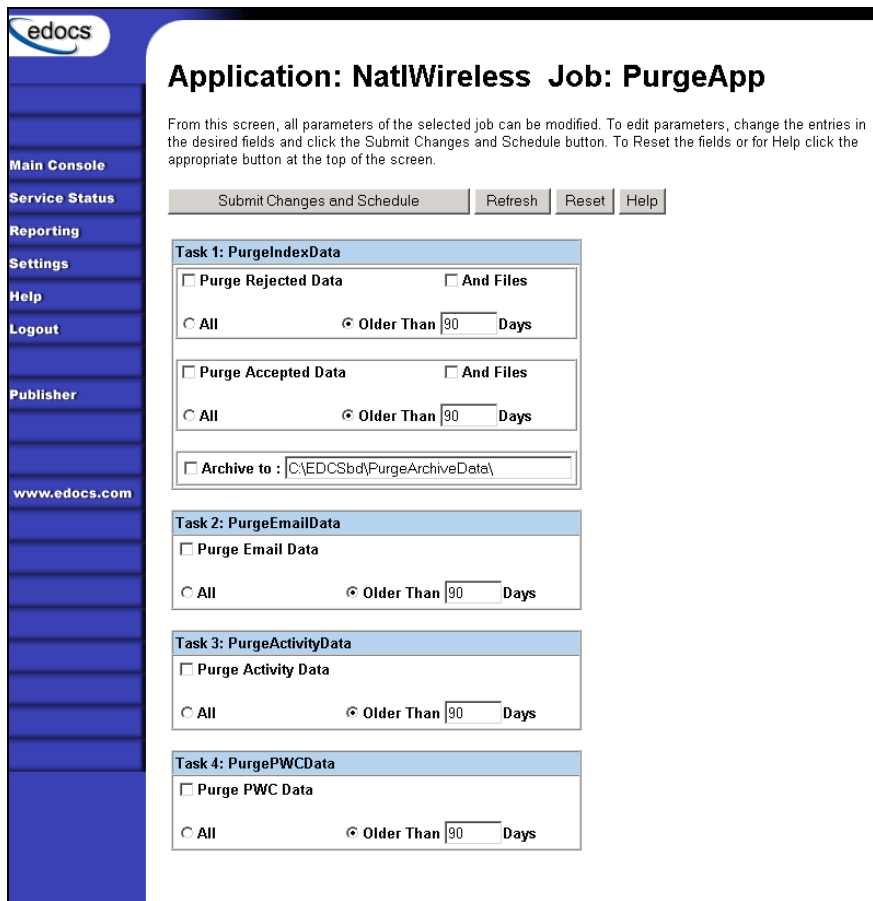 edocs
Application: NatlWireless Job: PurgeApp
From this screen, all parameters of the selected job can be modified. To edit parameters, change the entries in
the desired fields and click the Submit Changes and Schedule button. To Reset the fields or for Help click the
appropriate button at the top of the screen.
Main Console
Service Status
Reporting
Settings
Help
Logout
Publisher
www.edocs.com
Submit Changes and Schedule Refresh Reset Help
Task 1: PurgeIndexData
Purge Rejected Data And Files
All Older Than 90 Days
Purge Accepted Data And Files
All Older Than 90 Days
Archive to : C:\EDCSbd\PurgeArchiveData\
Task 2: PurgeEmailData
Purge Email Data
All Older Than 90 Days
Task 3: PurgeActivityData
Purge Activity Data
All Older Than 90 Days
Task 4: PurgePWCData
Purge PWC Data
All Older Than 90 Days